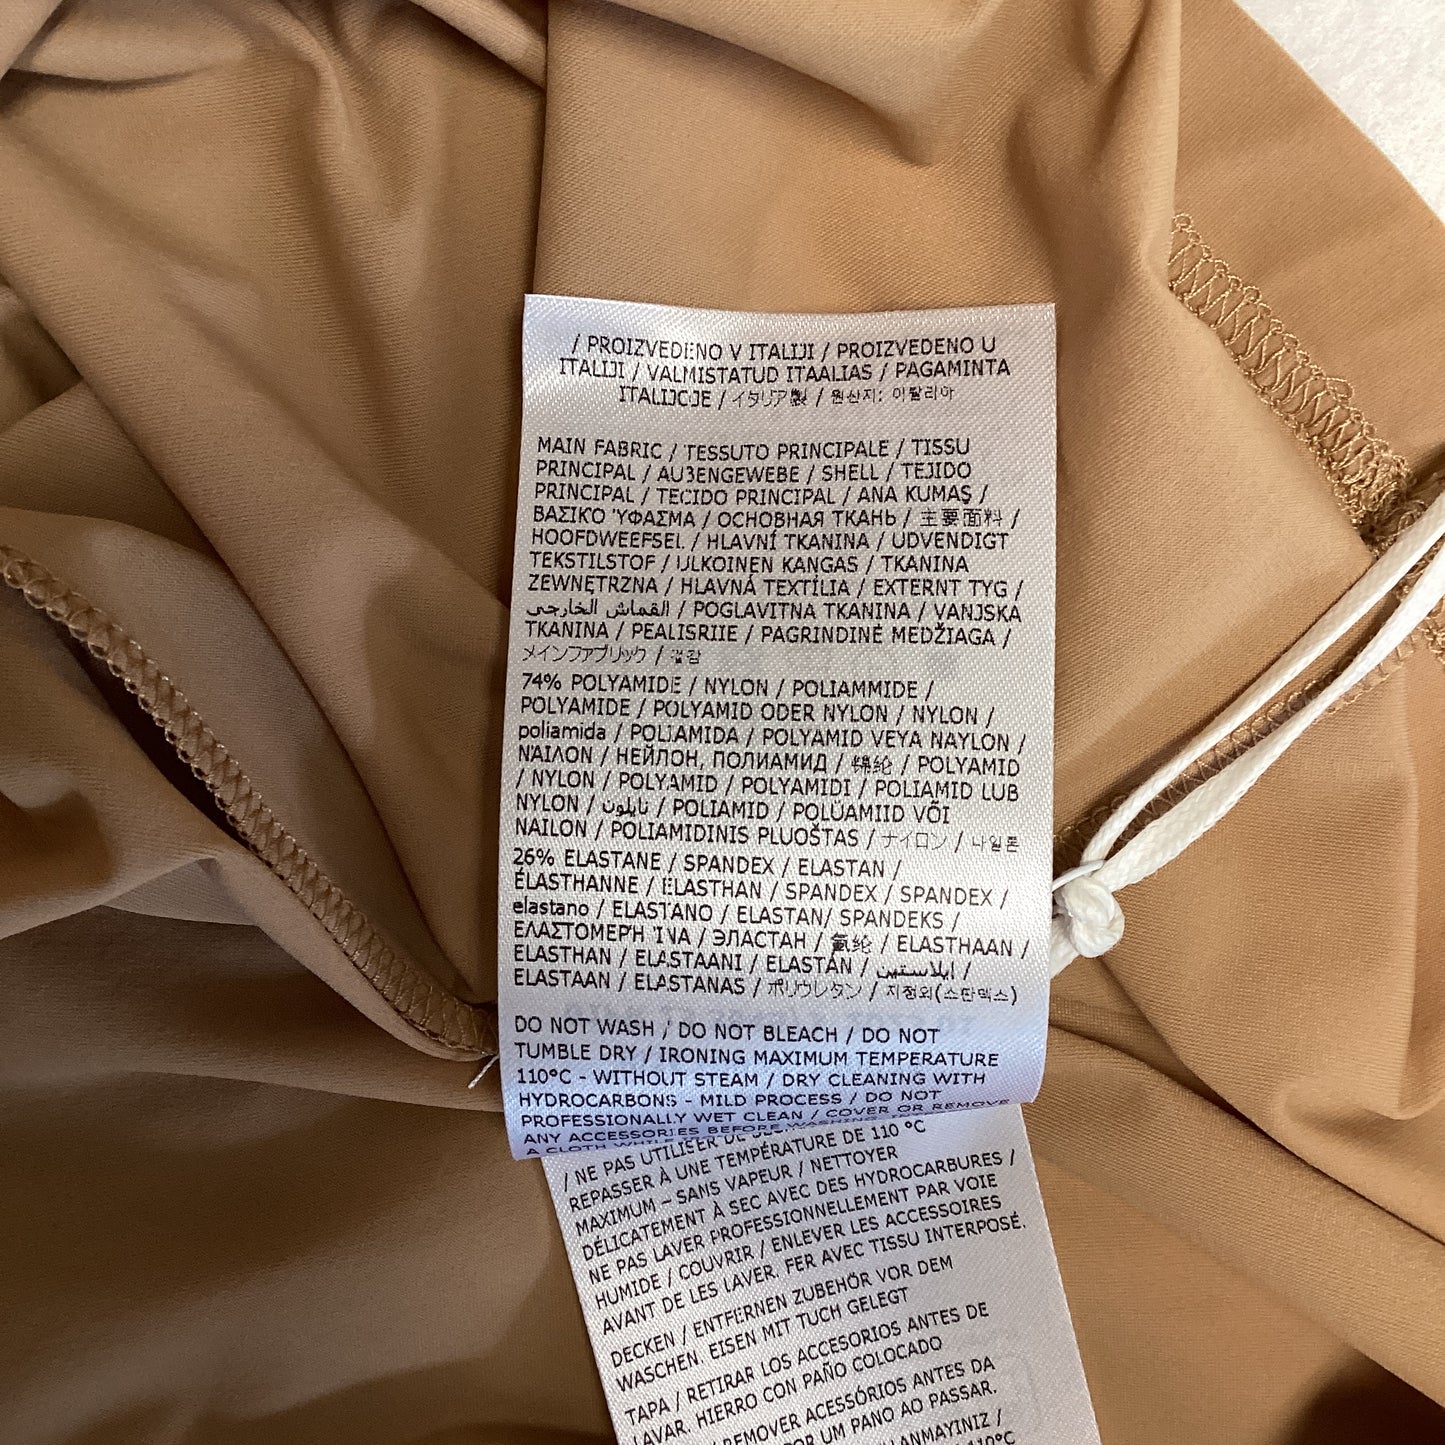 / PROIZVEDENO V ITALIJI / PROIZVEDENO U
ITALIJI / VALMISTATUD ITAALIAS / PAGAMINTA
ITALIJOJE / イタリア製 / 원산지: 이탈리아
MAIN FABRIC / TESSUTO PRINCIPALE / TISSU
PRINCIPAL / AUßENGEWEBE / SHELL / TEJIDO
PRINCIPAL / TECIDO PRINCIPAL / ANA KUMAŞ /
ΒΑΣΙΚΟ ΎΦΑΣΜΑ / ОСНОВНАЯ ТКАНЬ / 主要面料 /
HOOFDWEEFSEL / HLAVNÍ TKANINA / UDVENDIGT
TEKSTILSTOF / ULKOINEN KANGAS / TKANINA
ZEWNĘTRZNA / HLAVNÁ TEXTÍLIA / EXTERNT TYG /
القماش الخارجي / POGLAVITNA TKANINA / VANJSKA
TKANINA / PEALISRIIE / PAGRINDINĖ MEDŽIAGA /
メインファブリック / 겉감
74% POLYAMIDE / NYLON / POLIAMMIDE /
POLYAMIDE / POLYAMID ODER NYLON / NYLON /
poliamida / POLIAMIDA / POLYAMID VEYA NAYLON /
ΝΑΪΛΟΝ / НЕЙЛОН, ПОЛИАМИД / 锦纶 / POLYAMID
/ NYLON / POLYAMID / POLYAMIDI / POLIAMID LUB
NYLON / نايلون / POLIAMID / POLÜAMIID VÕI
NAILON / POLIAMIDINIS PLUOŠTAS / ナイロン / 나일론
26% ELASTANE / SPANDEX / ELASTAN /
ÉLASTHANNE / ELASTHAN / SPANDEX / SPANDEX /
elastano / ELASTANO / ELASTAN/ SPANDEKS /
ΕΛΑΣΤΟΜΕΡΉ ΊΝΑ / ЭЛАСТАН / 氨纶 / ELASTHAAN /
ELASTHAN / ELASTAANI / ELASTÁN / إيلاستين /
ELASTAAN / ELASTANAS / ポリウレタン / 지정외(스판덱스)
DO NOT WASH / DO NOT BLEACH / DO NOT
TUMBLE DRY / IRONING MAXIMUM TEMPERATURE
110°C - WITHOUT STEAM / DRY CLEANING WITH
HYDROCARBONS - MILD PROCESS / DO NOT
PROFESSIONALLY WET CLEAN / COVER OR REMOVE
ANY ACCESSORIES BEFORE WASHING.
A CLOTH WHILE
/ NE PAS UTILISER DE
REPASSER À UNE TEMPÉRATURE DE 110 °C
MAXIMUM – SANS VAPEUR / NETTOYER
DÉLICATEMENT À SEC AVEC DES HYDROCARBURES /
NE PAS LAVER PROFESSIONNELLEMENT PAR VOIE
HUMIDE / COUVRIR / ENLEVER LES ACCESSOIRES
AVANT DE LES LAVER. FER AVEC TISSU INTERPOSÉ.
DECKEN / ENTFERNEN ZUBEHÖR VOR DEM
WASCHEN. EISEN MIT TUCH GELEGT
TAPA / RETIRAR LOS ACCESORIOS ANTES DE
LAVAR. HIERRO CON PAÑO COLOCADO
REMOVER ACESSÓRIOS ANTES DA
POR UM PANO AO PASSAR.
110°C